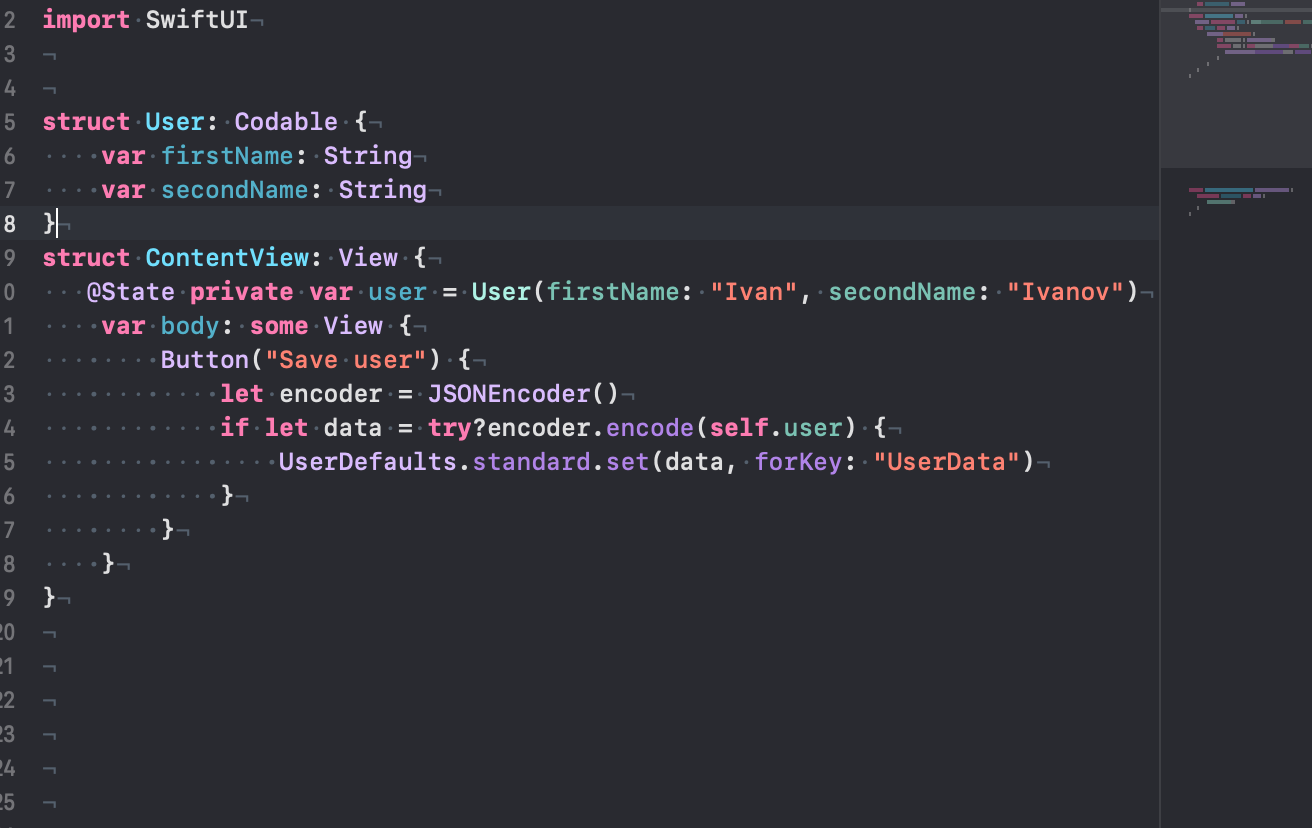 2 import SwiftUI
3
4
5 struct User: Codable {
6     var firstName: String
7     var secondName: String
8 }
9 struct ContentView: View {
0    @State private var user = User(firstName: "Ivan", secondName: "Ivanov")
1     var body: some View {
2         Button("Save user") {
3             let encoder = JSONEncoder()
4             if let data = try?encoder.encode(self.user) {
5                 UserDefaults.standard.set(data, forKey: "UserData")
6             }
7         }
8     }
9 }
20
21
22
23
24
25